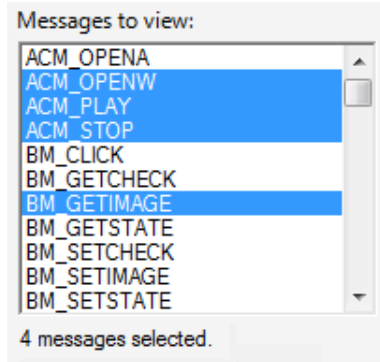 Messages to view:
ACM_OPENA
ACM_OPENW
ACM_PLAY
ACM_STOP
BM_CLICK
BM_GETCHECK
BM_GETIMAGE
BM_GETSTATE
BM_SETCHECK
BM_SETIMAGE
BM_SETSTATE
4 messages selected.